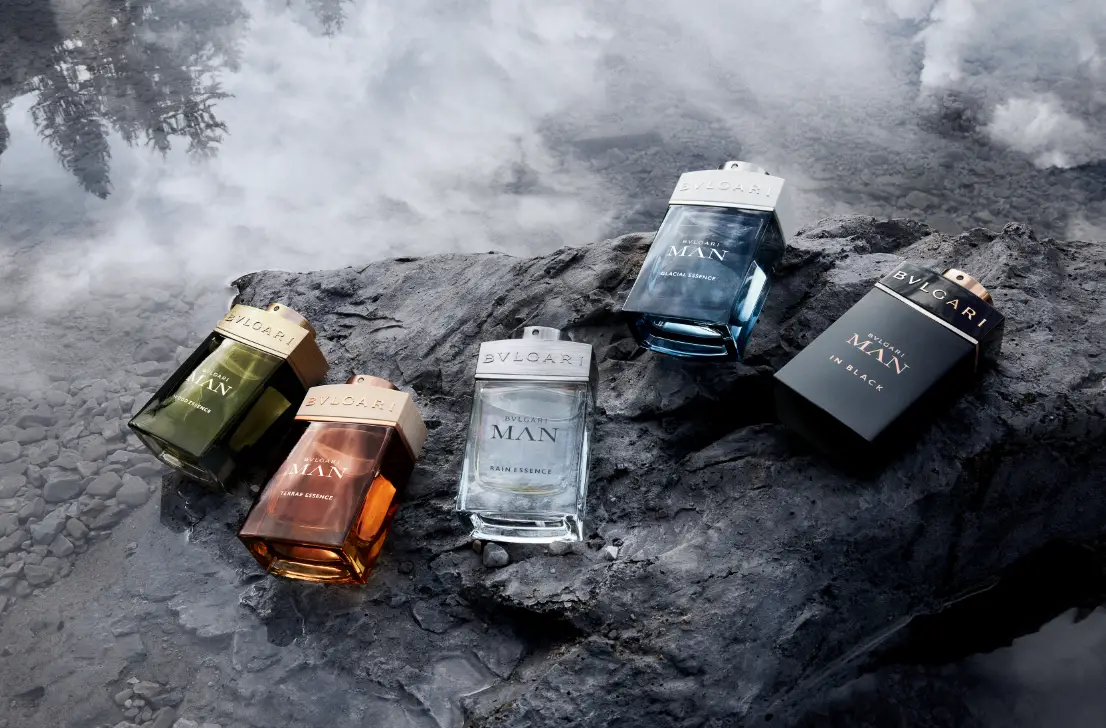 BVLGARI
BVLGARI
MAN
WOOD ESSENCE
BVLGARI
BVLGARI
MAN
TERRAE ESSENCE
BVLGARI
BVLGARI
MAN
RAIN ESSENCE
BVLGARI
BVLGARI
MAN
GLACIAL ESSENCE
BVLGARI
BVLGARI
MAN
IN BLACK